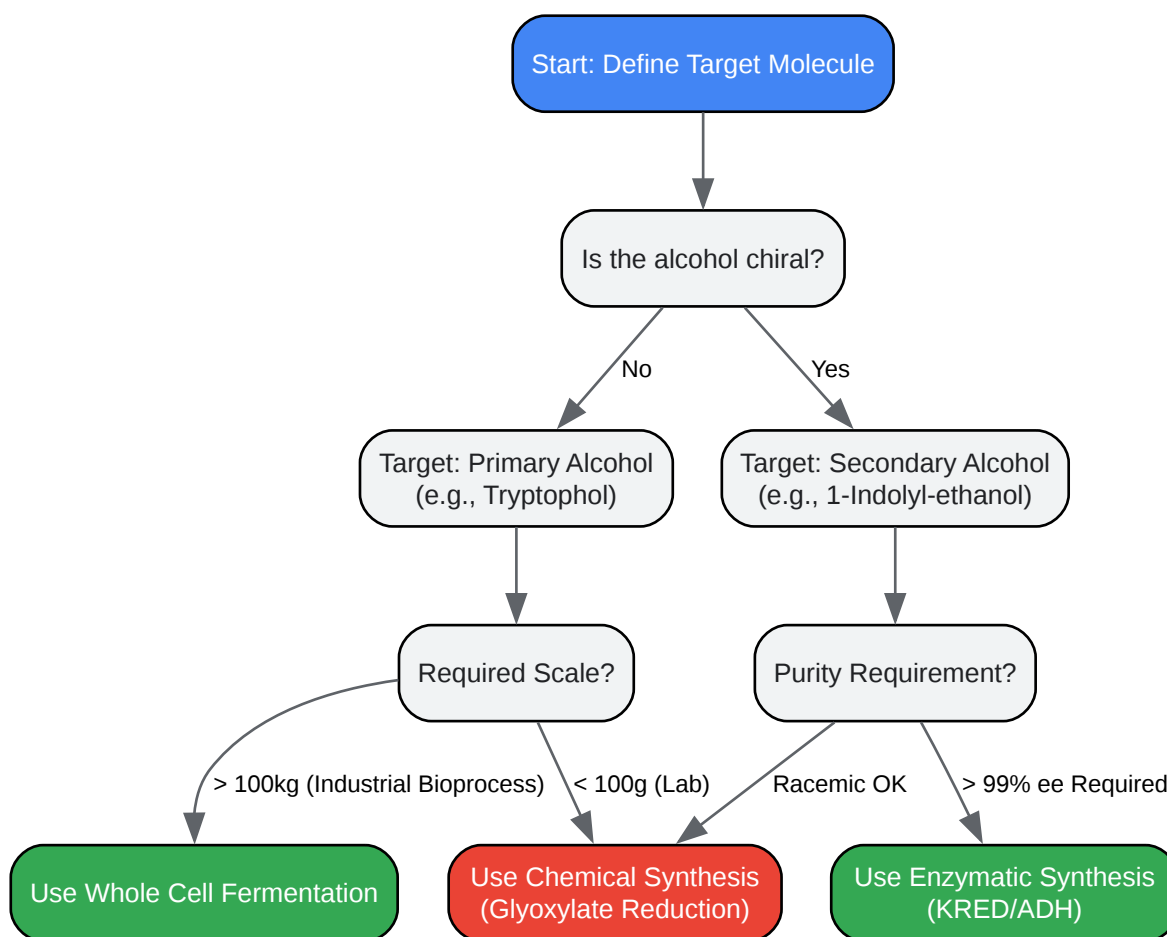 Start: Define Target Molecule
Is the alcohol chiral?
No
Yes
Target: Primary Alcohol
(e.g., Tryptophol)
Target: Secondary Alcohol
(e.g., 1-Indolyl-ethanol)
Required Scale?
Purity Requirement?
> 100kg (Industrial Bioprocess)
< 100g (Lab)
Racemic OK
> 99% ee Required
Use Whole Cell Fermentation
Use Chemical Synthesis
(Glyoxylate Reduction)
Use Enzymatic Synthesis
(KRED/ADH)